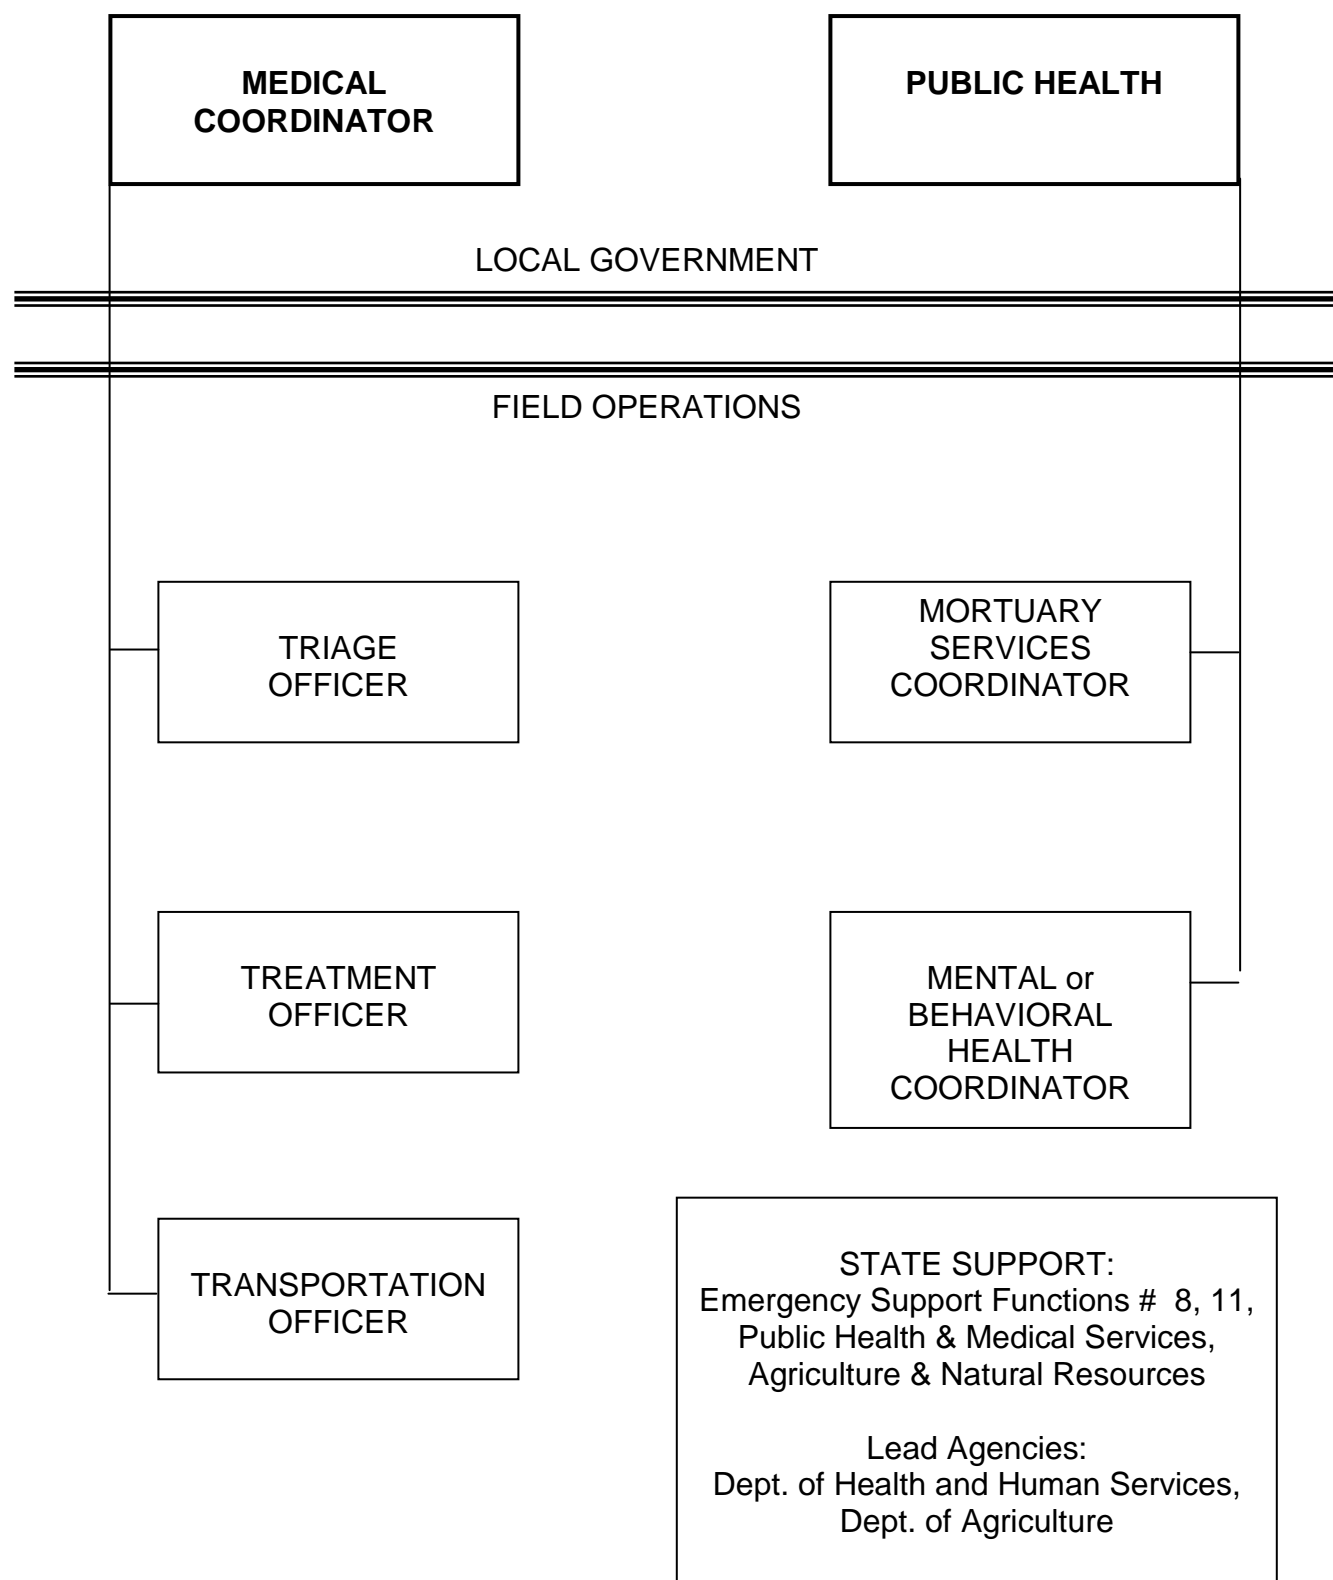 MEDICAL
COORDINATOR
PUBLIC HEALTH
LOCAL GOVERNMENT
FIELD OPERATIONS
TRIAGE
OFFICER
MORTUARY
SERVICES
COORDINATOR
TREATMENT
OFFICER
MENTAL or
BEHAVIORAL
HEALTH
COORDINATOR
TRANSPORTATION
OFFICER
STATE SUPPORT:
Emergency Support Functions #  8, 11,
Public Health & Medical Services,
Agriculture & Natural Resources
Lead Agencies:
Dept. of Health and Human Services,
Dept. of Agriculture